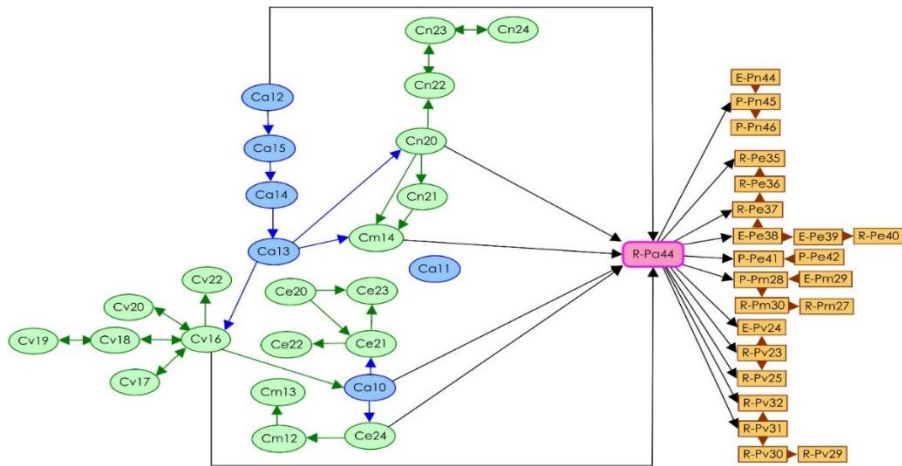 Cn23 Cn24
E-Pn44
Cn22
Ca12
P-Pn45
P-Pn46
Cn20
Ca15
R-Pe35
R-Pe36
Ca14
Cn21
R-Pe37
Cm14
E-Pe38 E-Pe39 R-Pe40
Ca13
R-Pa44
P-Pe41 P-Pe42
Ca11
Cv22
P-Pm28 E-Pm29
Ce20 Ce23
Cv20
R-Pm30 R-Pm27
E-Pv24
Cv19 Cv18 Cv16
Ce22 Ce21
R-Pv23
R-Pv25
Cv17
Cm13 Ca10
R-Pv32
R-Pv31
Cm12 Ce24
R-Pv30 R-Pv29